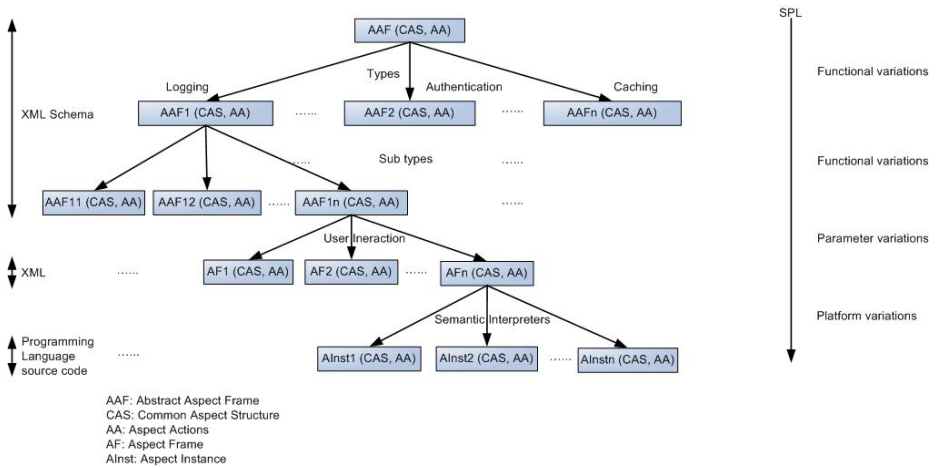 SPL
AAF (CAS, AA)
Types
Functional variations
Logging
Authentication
Caching
XML Schema
AAF1 (CAS, AA)
......
AAF2 (CAS, AA)
......
AAFn (CAS, AA)
.....
Sub types
......
Functional variations
AAF11 (CAS, AA)
AAF12 (CAS, AA)
......
AAF1n (CAS, AA)
......
User Ineraction
Parameter variations
XML
......
AF1 (CAS, AA)
AF2 (CAS, AA)
......
AFn (CAS, AA)
Semantic Interpreters
Platform variations
Programming
Language
source code
......
AInst1 (CAS, AA)
AInst2 (CAS, AA)
......
AInstn (CAS, AA)
AAF: Abstract Aspect Frame
CAS: Common Aspect Structure
AA: Aspect Actions
AF: Aspect Frame
AInst: Aspect Instance